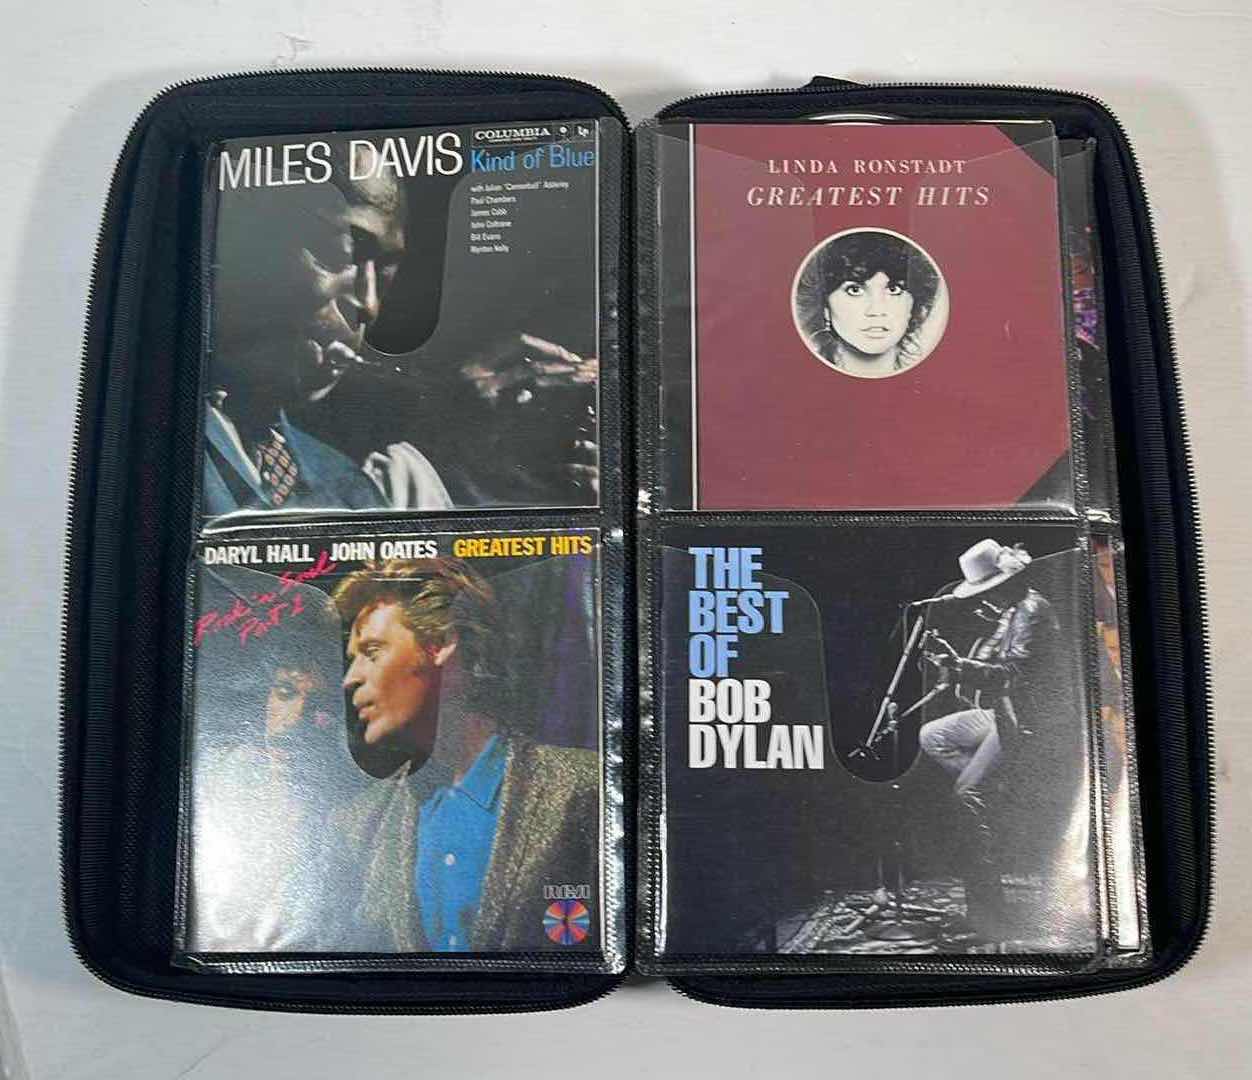 MILES DAVIS
COLUMBIA
Kind of Blue
with Julian "Cannonball" Adderley
Paul Chambers
James Cobb
John Coltrane
Bill Evans
Wynton Kelly
LINDA RONSTADT
GREATEST HITS
DARYL HALL JOHN OATES GREATEST HITS
Rock 'n Soul
Part 1
RCA
THE
BEST
OF
BOB
DYLAN